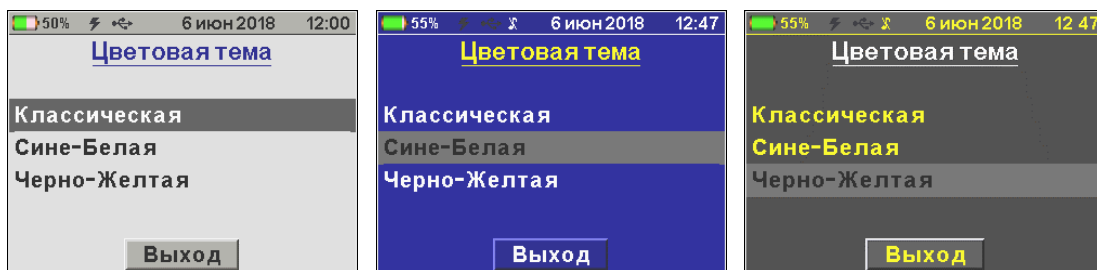 50% 6 июн 2018 12:00
Цветовая тема
Классическая
Сине-Белая
Черно-Желтая
Выход
55% 6 июн 2018 12:47
Цветовая тема
Классическая
Сине-Белая
Черно-Желтая
Выход
55% 6 июн 2018 12 47
Цветовая тема
Классическая
Сине-Белая
Черно-Желтая
Выход